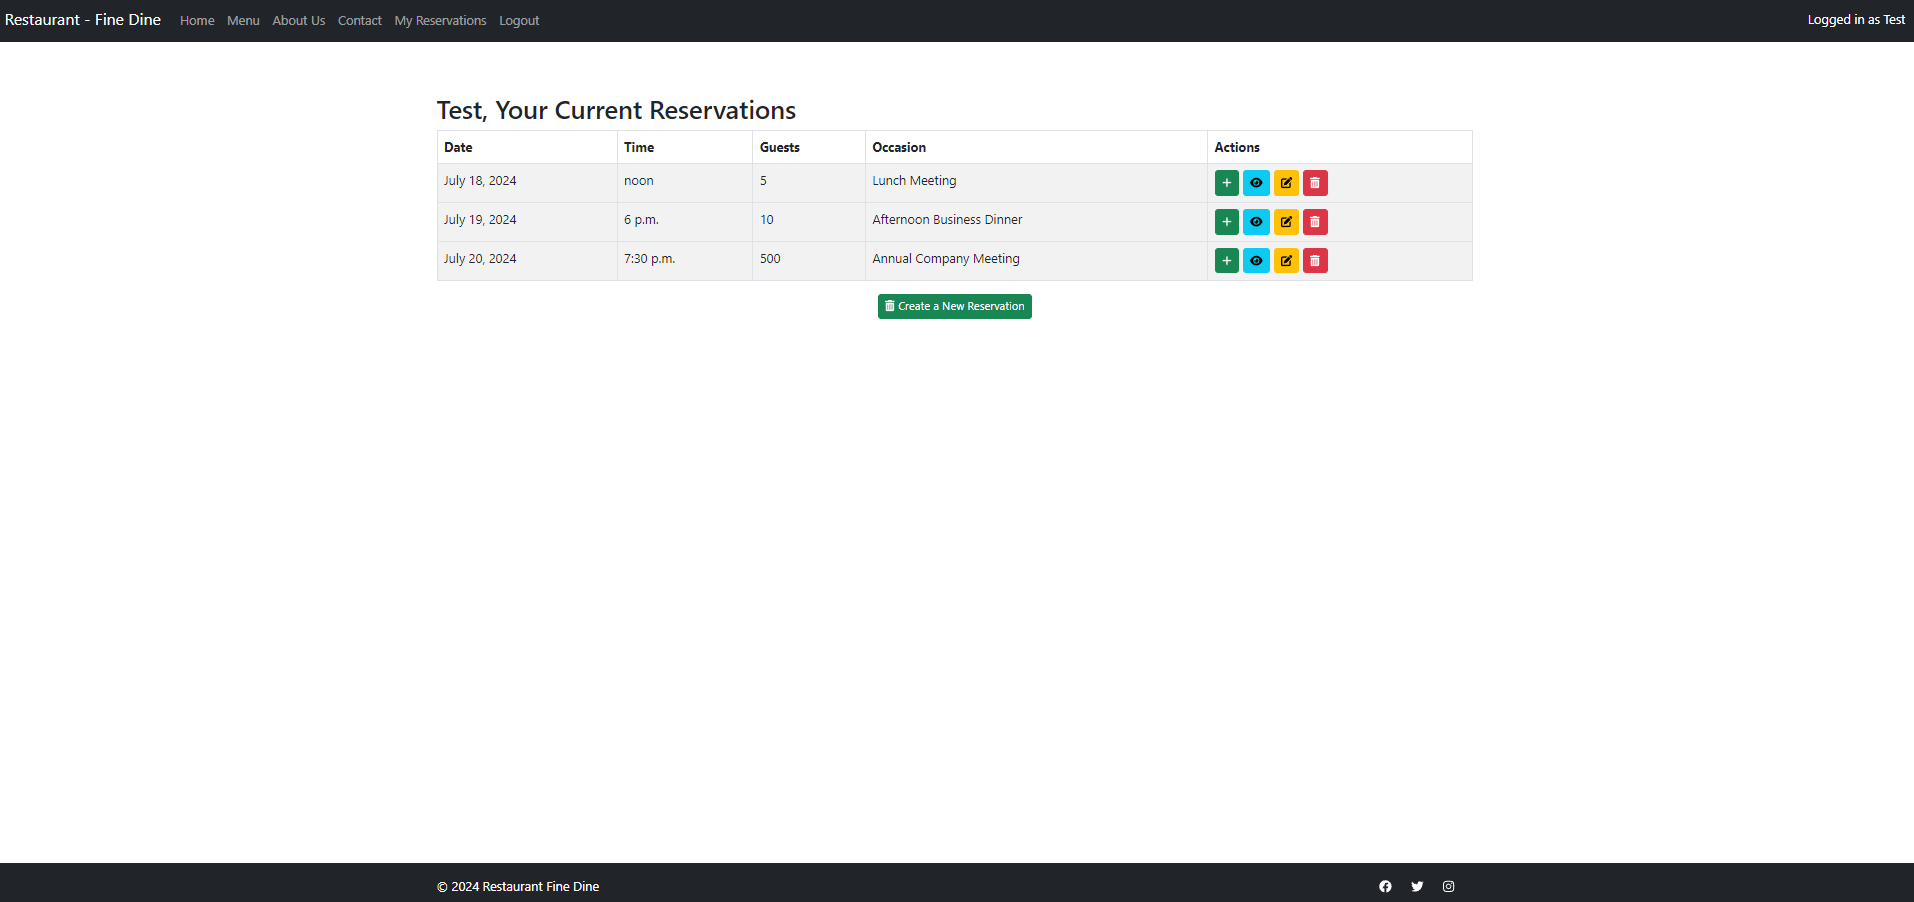 Restaurant - Fine Dine Home Menu About Us Contact My Reservations Logout Logged in as Test
Test, Your Current Reservations
Date Time Guests Occasion Actions
July 18, 2024 noon 5 Lunch Meeting
July 19, 2024 6 p.m. 10 Afternoon Business Dinner
July 20, 2024 7:30 p.m. 500 Annual Company Meeting
Create a New Reservation
© 2024 Restaurant Fine Dine